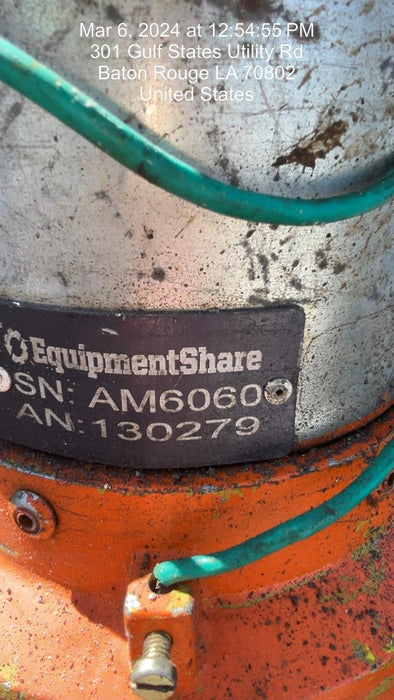 Mar 6, 2024 at 12:54:55 PM
301 Gulf States Utility Rd
Baton Rouge LA 70802
United States
EquipmentShare
SN: AM6060
AN:130279